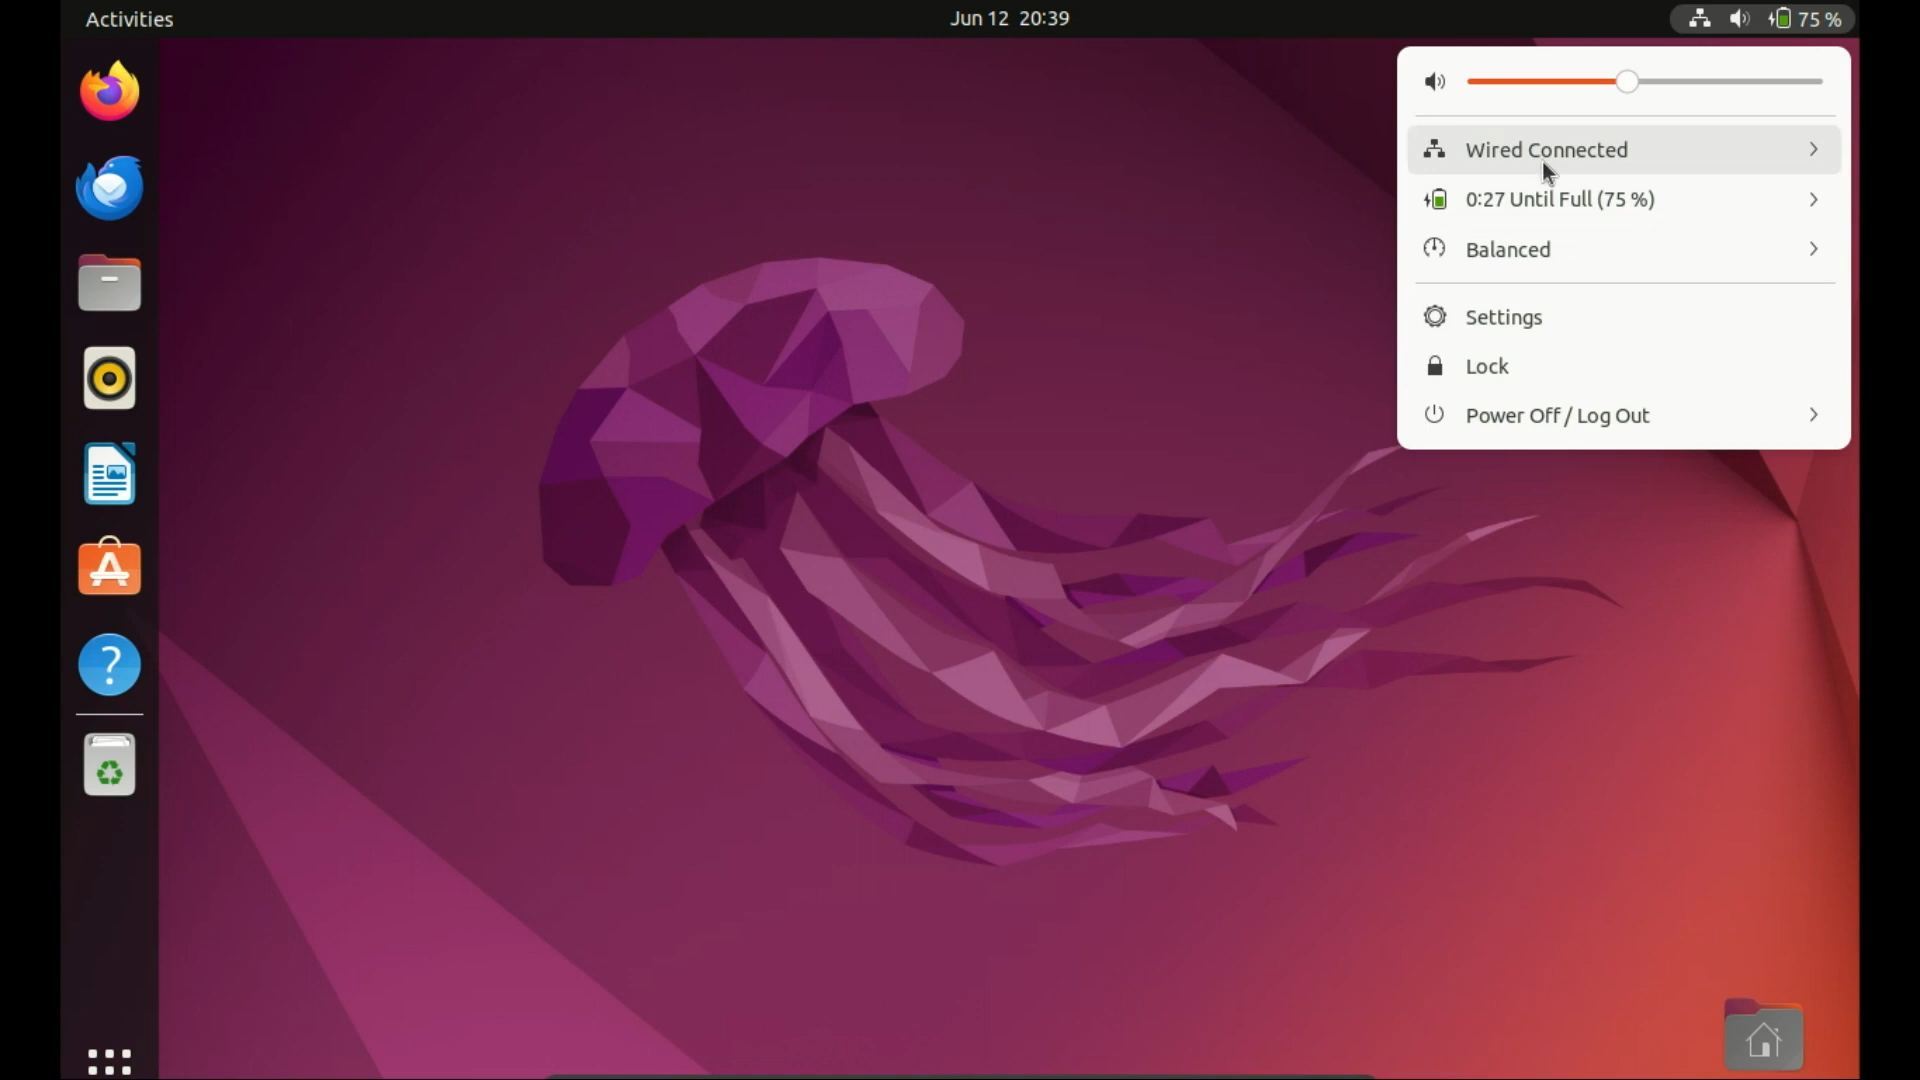 Activities
Jun 12 20:39
75 %
Wired Connected
0:27 Until Full (75 %)
Balanced
Settings
Lock
Power Off / Log Out